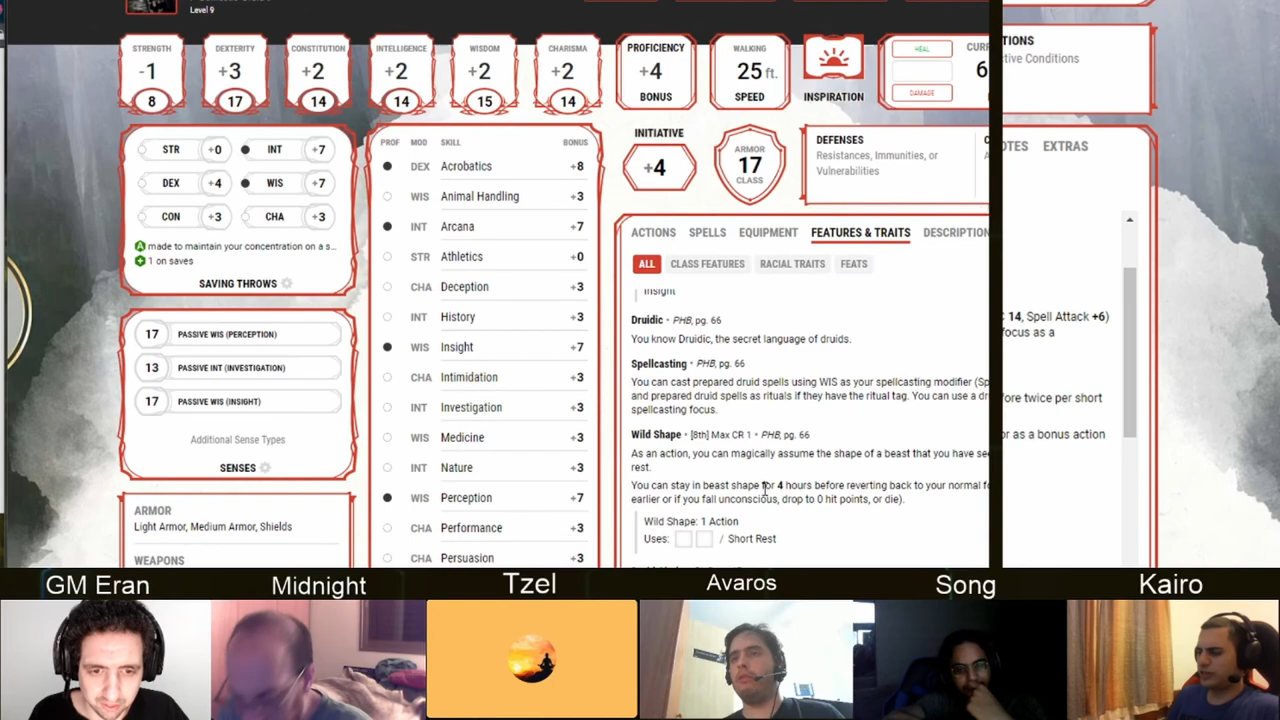 Level 9
STRENGTH
-1
8
DEXTERITY
+3
17
CONSTITUTION
+2
14
INTELLIGENCE
+2
14
WISDOM
+2
15
CHARISMA
+2
14
PROFICIENCY
+4
BONUS
WALKING
25 ft.
SPEED
INSPIRATION
HEAL
DAMAGE
CUR
6
TIONS
ctive Conditions
STR +0
INT +7
DEX +4
WIS +7
CON +3
CHA +3
made to maintain your concentration on a s...
1 on saves
SAVING THROWS
17 PASSIVE WIS (PERCEPTION)
13 PASSIVE INT (INVESTIGATION)
17 PASSIVE WIS (INSIGHT)
Additional Sense Types
SENSES
ARMOR
Light Armor, Medium Armor, Shields
WEAPONS
PROF MOD SKILL BONUS
DEX Acrobatics +8
WIS Animal Handling +3
INT Arcana +7
STR Athletics +0
CHA Deception +3
INT History +3
WIS Insight +7
CHA Intimidation +3
INT Investigation +3
WIS Medicine +3
INT Nature +3
WIS Perception +7
CHA Performance +3
CHA Persuasion +3
INITIATIVE
+4
ARMOR
17
CLASS
DEFENSES
Resistances, Immunities, or
Vulnerabilities
ACTIONS SPELLS EQUIPMENT FEATURES & TRAITS DESCRIPTION
OTES EXTRAS
ALL CLASS FEATURES RACIAL TRAITS FEATS
Insight
Druidic • PHB, pg. 66
You know Druidic, the secret language of druids.
Spellcasting • PHB, pg. 66
You can cast prepared druid spells using WIS as your spellcasting modifier (Sp
and prepared druid spells as rituals if they have the ritual tag. You can use a dr
spellcasting focus.
Wild Shape • [8th] Max CR 1 • PHB, pg. 66
As an action, you can magically assume the shape of a beast that you have see
rest.
You can stay in beast shape for 4 hours before reverting back to your normal fo
earlier or if you fall unconscious, drop to 0 hit points, or die).
Wild Shape: 1 Action
Uses: / Short Rest
14, Spell Attack +6)
ocus as a
ore twice per short
or as a bonus action
GM Eran
Midnight
Tzel
Avaros
Song
Kairo